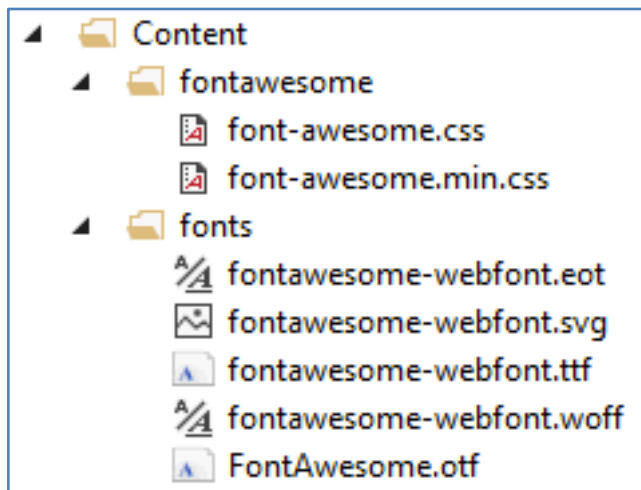 Content
fontawesome
font-awesome.css
font-awesome.min.css
fonts
fontawesome-webfont.eot
fontawesome-webfont.svg
fontawesome-webfont.ttf
fontawesome-webfont.woff
FontAwesome.otf